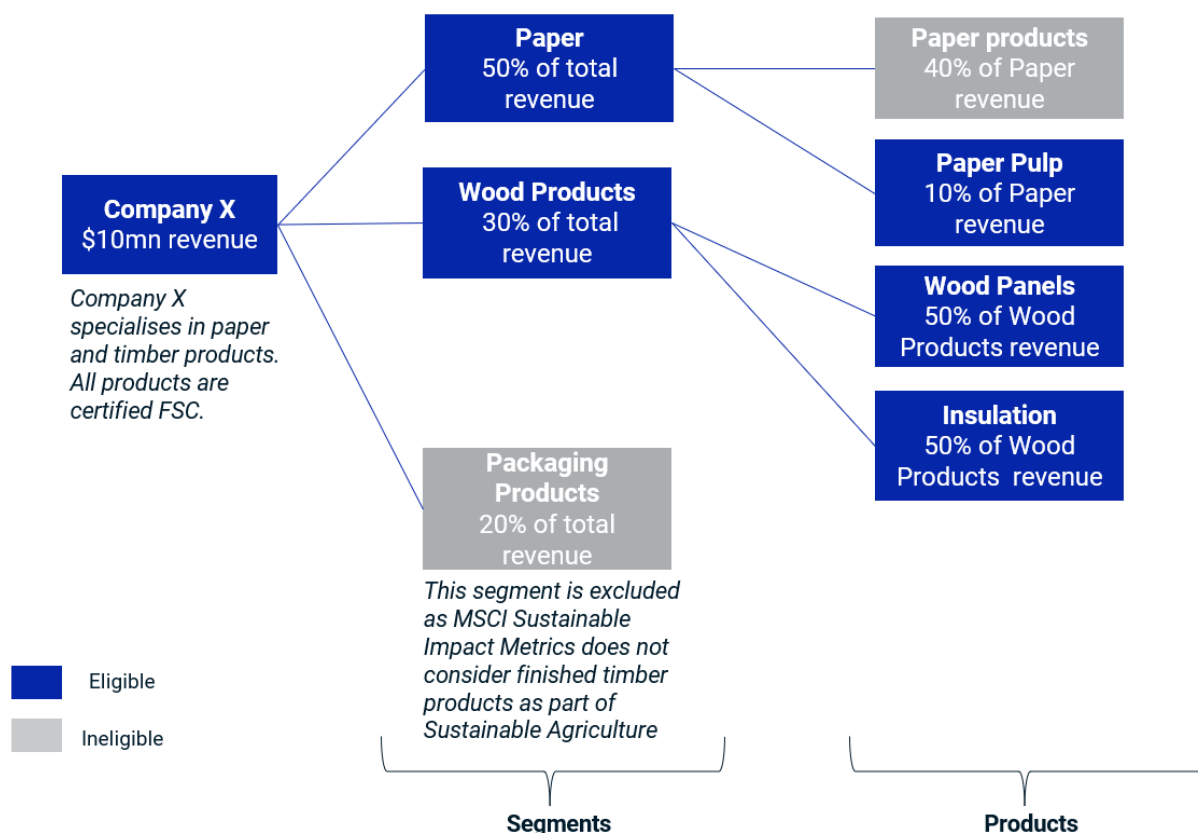 Company X
$10mn revenue
Company X
specialises in paper
and timber products.
All products are
certified FSC.
Paper
50% of total
revenue
Wood Products
30% of total
revenue
Packaging
Products
20% of total
revenue
This segment is excluded
as MSCI Sustainable
Impact Metrics does not
consider finished timber
products as part of
Sustainable Agriculture
Paper products
40% of Paper
revenue
Paper Pulp
10% of Paper
revenue
Wood Panels
50% of Wood
Products revenue
Insulation
50% of Wood
Products revenue
Eligible
Ineligible
Segments
Products